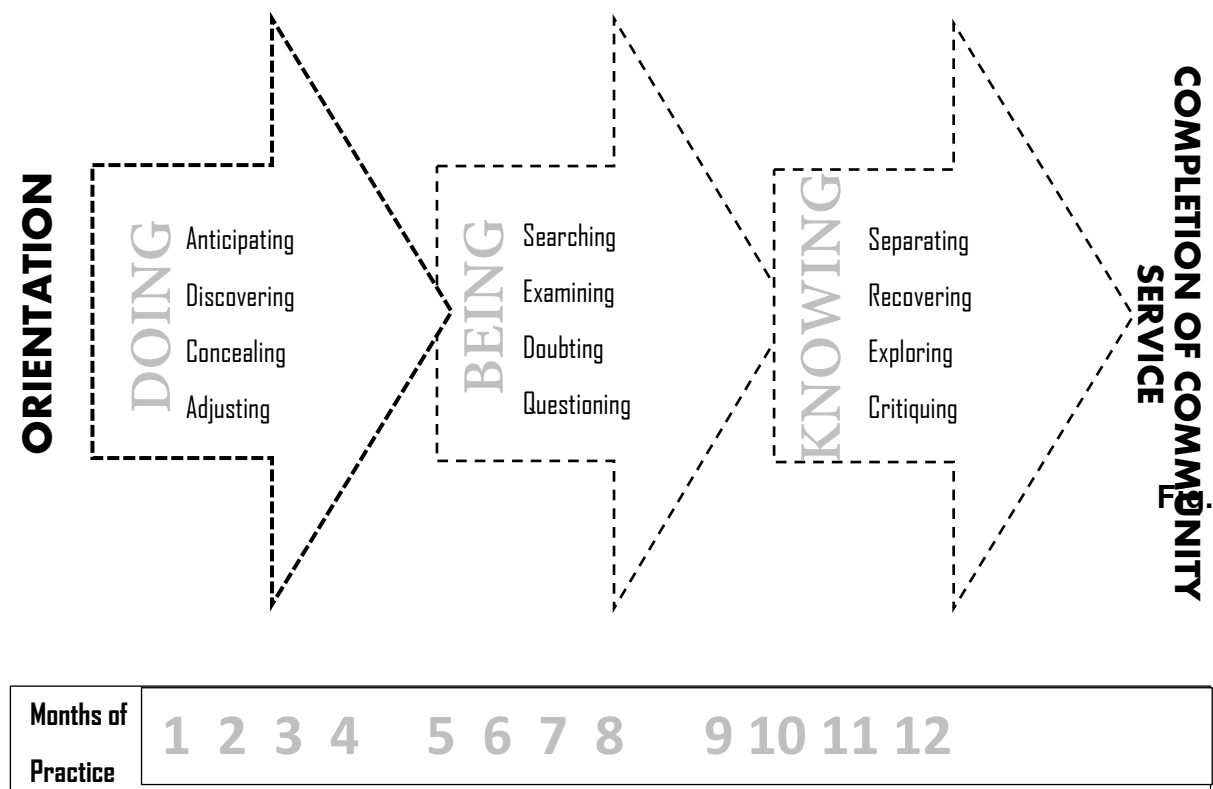 ORIENTATION
DOING
Anticipating
Discovering
Concealing
Adjusting
BEING
Searching
Examining
Doubting
Questioning
KNOWING
Separating
Recovering
Exploring
Critiquing
COMPLETION OF COMMUNITY
SERVICE
Fig.
Months of
Practice
1 2 3 4 5 6 7 8 9 10 11 12